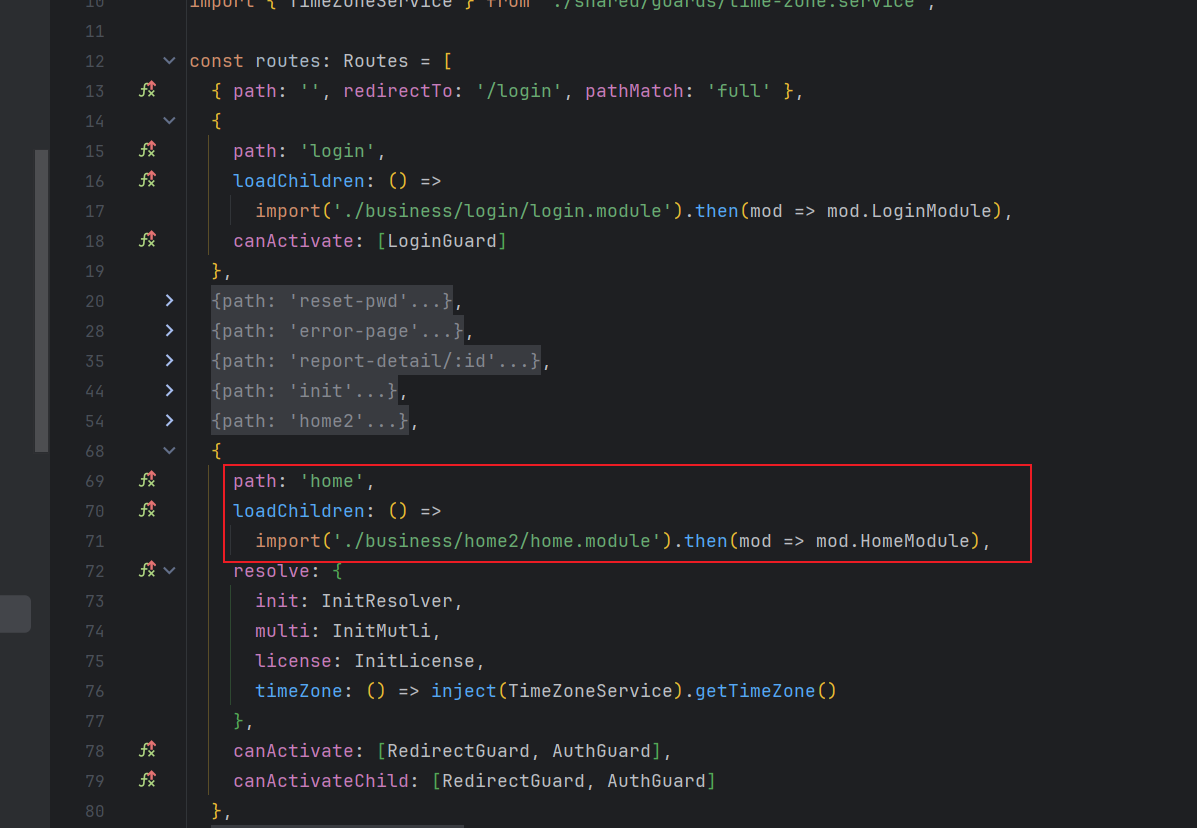 10 import { TimeZoneService } from './shared/guards/time-zone.service';
11
12 const routes: Routes = [
13 { path: '', redirectTo: '/login', pathMatch: 'full' },
14 {
15 path: 'login',
16 loadChildren: () =>
17 import('./business/login/login.module').then(mod => mod.LoginModule),
18 canActivate: [LoginGuard]
19 },
20 {path: 'reset-pwd'...},
28 {path: 'error-page'...},
35 {path: 'report-detail/:id'...},
44 {path: 'init'...},
54 {path: 'home2'...},
68 {
69 path: 'home',
70 loadChildren: () =>
71 import('./business/home2/home.module').then(mod => mod.HomeModule),
72 resolve: {
73 init: InitResolver,
74 multi: InitMutli,
75 license: InitLicense,
76 timeZone: () => inject(TimeZoneService).getTimeZone()
77 },
78 canActivate: [RedirectGuard, AuthGuard],
79 canActivateChild: [RedirectGuard, AuthGuard]
80 },